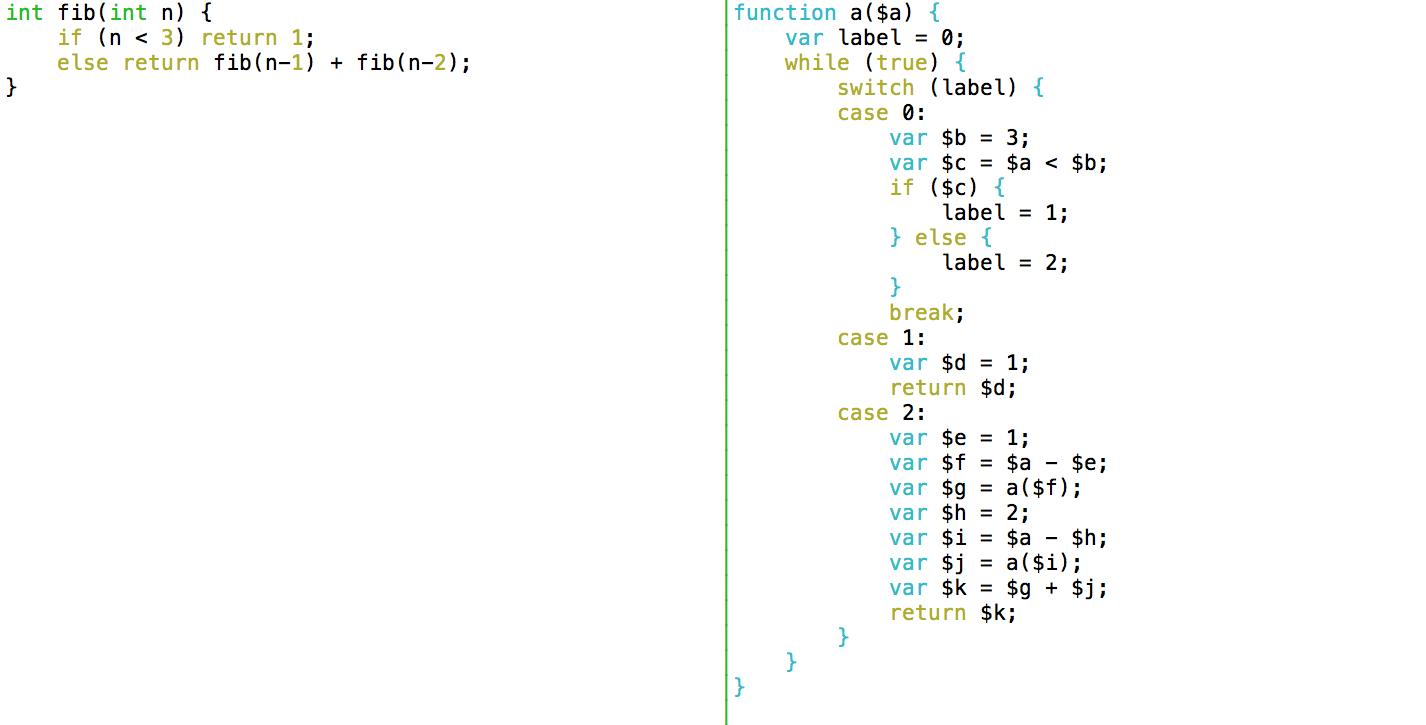 int fib(int n) {
    if (n < 3) return 1;
    else return fib(n-1) + fib(n-2);
}
function a($a) {
    var label = 0;
    while (true) {
        switch (label) {
        case 0:
            var $b = 3;
            var $c = $a < $b;
            if ($c) {
                label = 1;
            } else {
                label = 2;
            }
            break;
        case 1:
            var $d = 1;
            return $d;
        case 2:
            var $e = 1;
            var $f = $a - $e;
            var $g = a($f);
            var $h = 2;
            var $i = $a - $h;
            var $j = a($i);
            var $k = $g + $j;
            return $k;
        }
    }
}